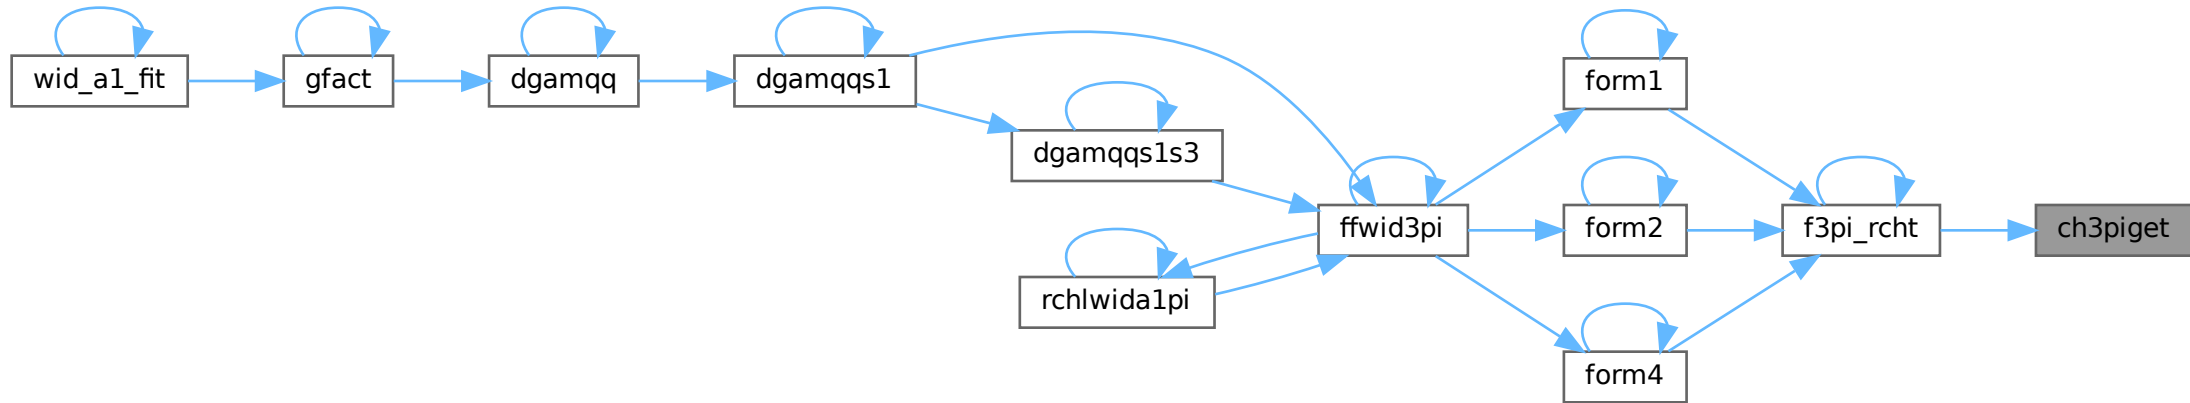 wid_a1_fit
gfact
dgamqq
dgamqqs1
dgamqqs1s3
rchlwida1pi
ffwid3pi
form1
form2
form4
f3pi_rcht
ch3piget